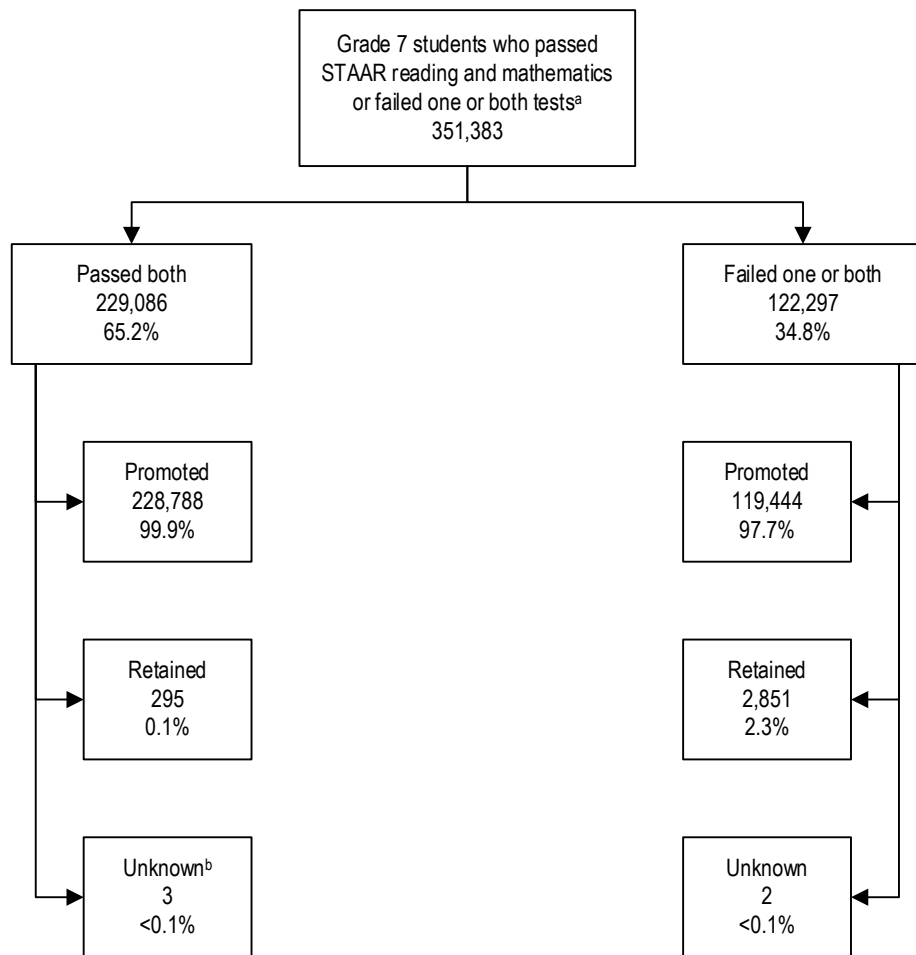 Grade 7 students who passed
STAAR reading and mathematics
or failed one or both testsᵃ
351,383
Passed both
229,086
65.2%
Failed one or both
122,297
34.8%
Promoted
228,788
99.9%
Promoted
119,444
97.7%
Retained
295
0.1%
Retained
2,851
2.3%
Unknownᵇ
3
<0.1%
Unknown
2
<0.1%